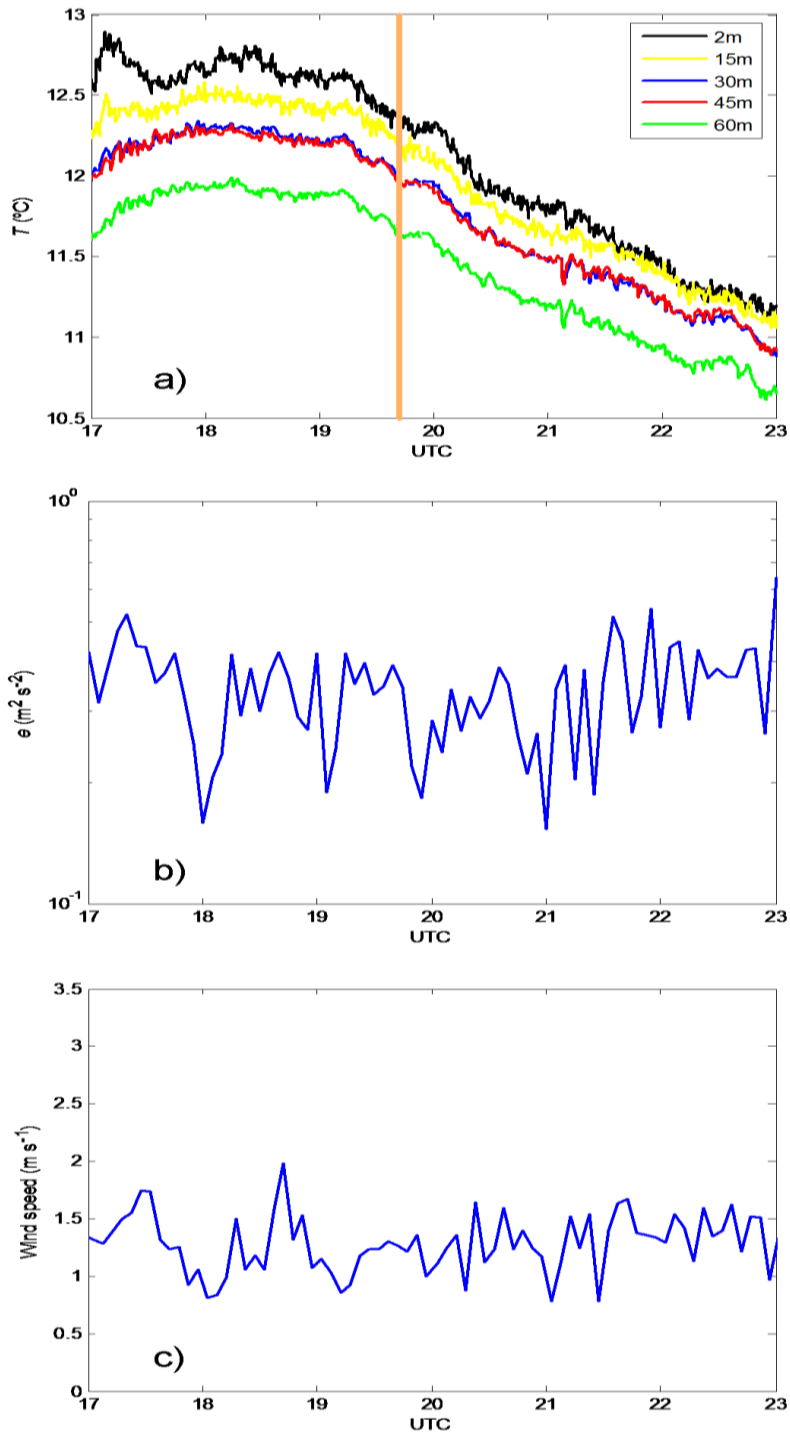 13
12.5
12
11.5
11
10.5
T (ºC)
2m
15m
30m
45m
60m
a)
17 18 19 20 21 22 23
UTC
10⁰
10⁻¹
e (m² s⁻²)
b)
17 18 19 20 21 22 23
UTC
3.5
3
2.5
2
1.5
1
0.5
0
Wind speed (m s⁻¹)
c)
17 18 19 20 21 22 23
UTC